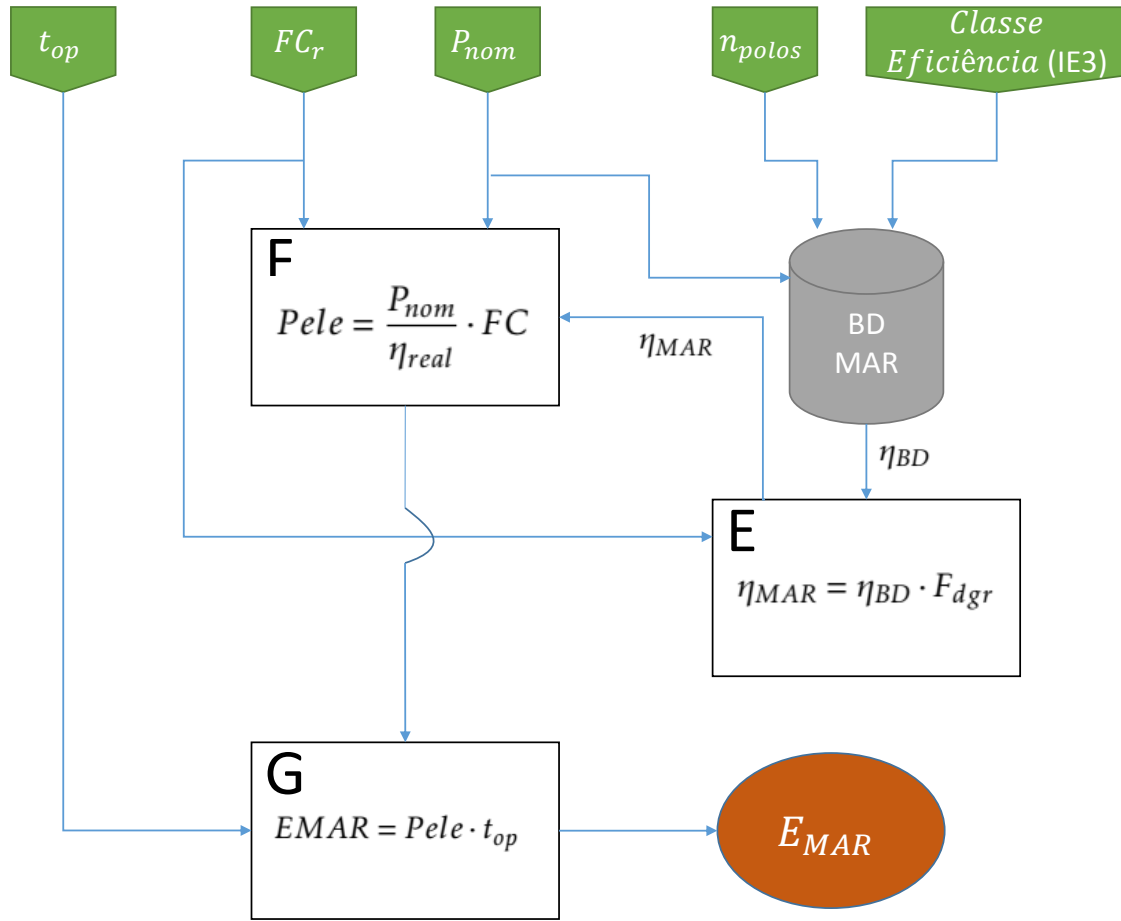 t_op
FC_r
P_nom
n_polos
Classe
Eficiência (IE3)
F
Pele = P_nom / η_real · FC
η_MAR
BD
MAR
η_BD
E
η_MAR = η_BD · F_dgr
G
EMAR = Pele · t_op
E_MAR